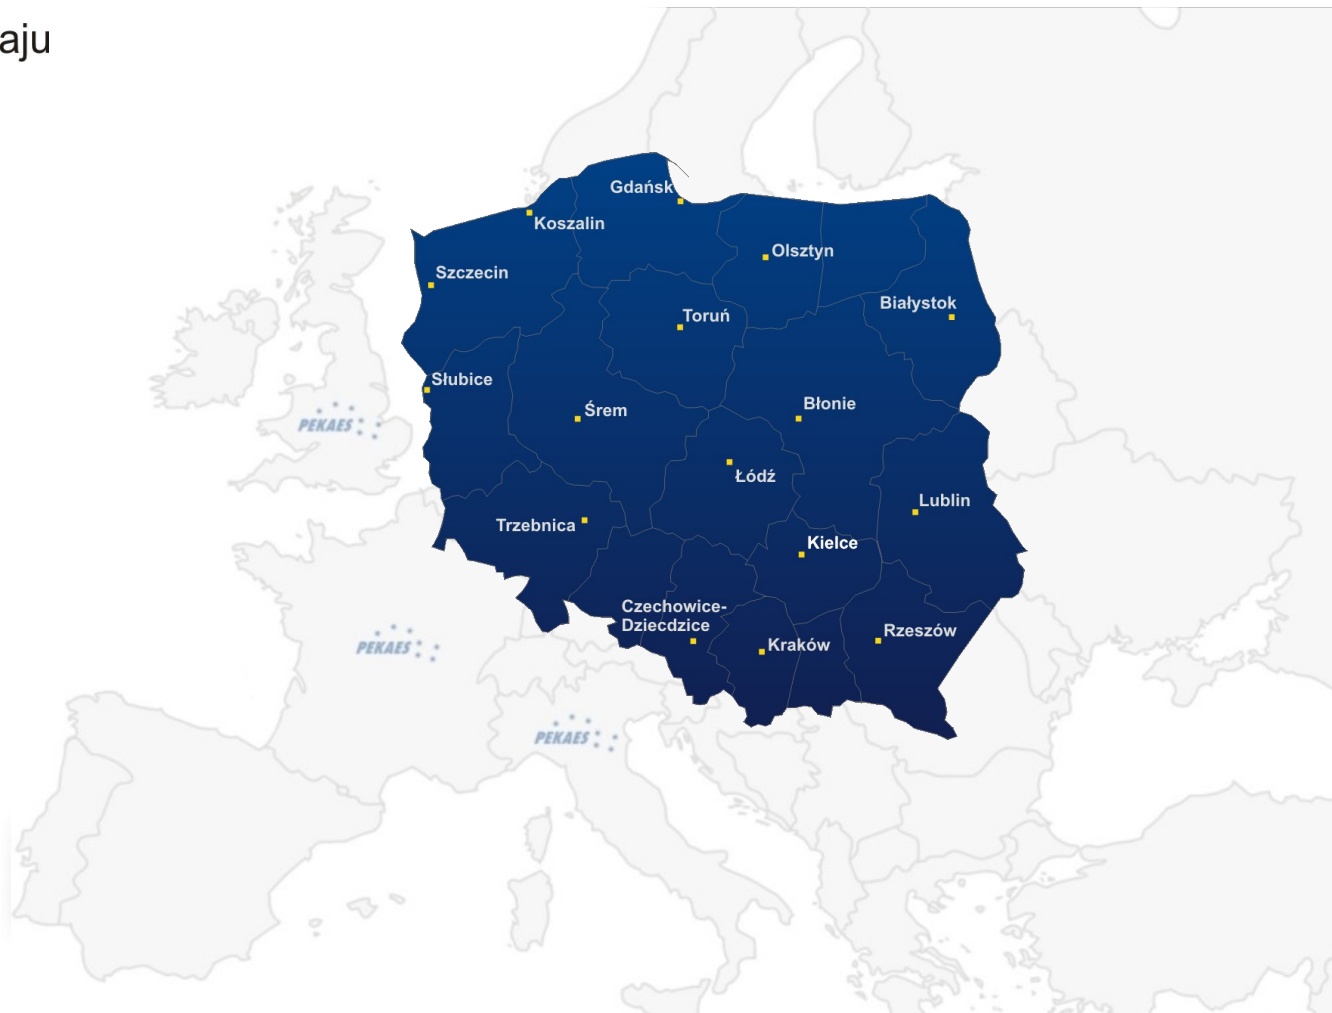 aju
Gdańsk
Koszalin
Olsztyn
Szczecin
Białystok
Toruń
Słubice
Śrem
Błonie
PEKAES
Łódź
Lublin
Trzebnica
Kielce
Czechowice-
Dziecdzice
Rzeszów
Kraków
PEKAES
PEKAES